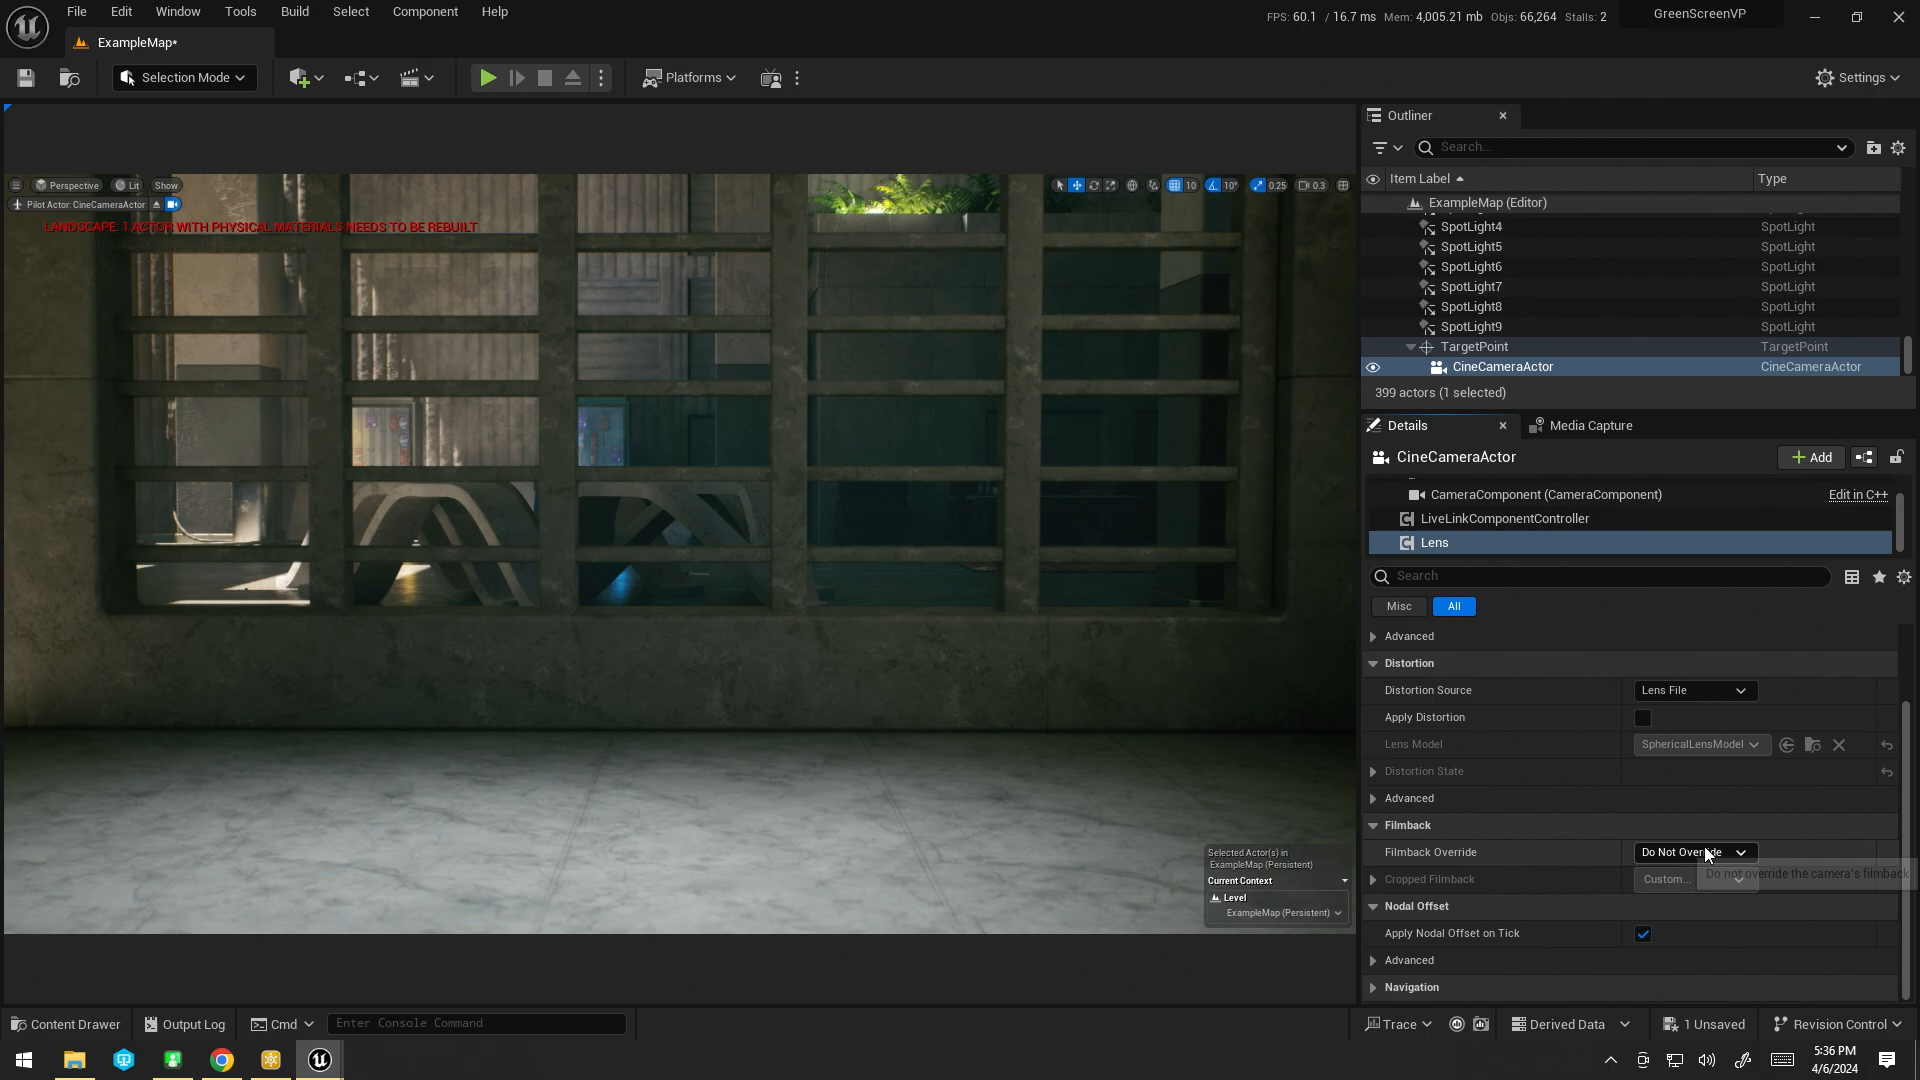 File Edit Window Tools Build Select Component Help
FPS: 60.1 / 16.7 ms Mem: 4,005.21 mb Objs: 66,264 Stalls: 2
GreenScreenVP
ExampleMap*
Selection Mode
Platforms
Settings
Perspective Lit Show
10 10° 0.25 0.3
Pilot Actor: CineCameraActor
LANDSCAPE: 1 ACTOR WITH PHYSICAL MATERIALS NEEDS TO BE REBUILT
Selected Actor(s) in
ExampleMap (Persistent)
Current Context
Level
ExampleMap (Persistent)
Outliner
Search...
Item Label Type
ExampleMap (Editor)
SpotLight4 SpotLight
SpotLight5 SpotLight
SpotLight6 SpotLight
SpotLight7 SpotLight
SpotLight8 SpotLight
SpotLight9 SpotLight
TargetPoint TargetPoint
CineCameraActor CineCameraActor
399 actors (1 selected)
Details Media Capture
CineCameraActor
Add
CameraComponent (CameraComponent) Edit in C++
LiveLinkComponentController
Lens
Search
Misc All
Advanced
Distortion
Distortion Source Lens File
Apply Distortion
Lens Model SphericalLensModel
Distortion State
Advanced
Filmback
Filmback Override Do Not Override
Do not override the camera's filmback
Cropped Filmback Custom...
Nodal Offset
Apply Nodal Offset on Tick
Advanced
Navigation
Content Drawer Output Log Cmd Enter Console Command
Trace Derived Data 1 Unsaved Revision Control
5:36 PM
4/6/2024